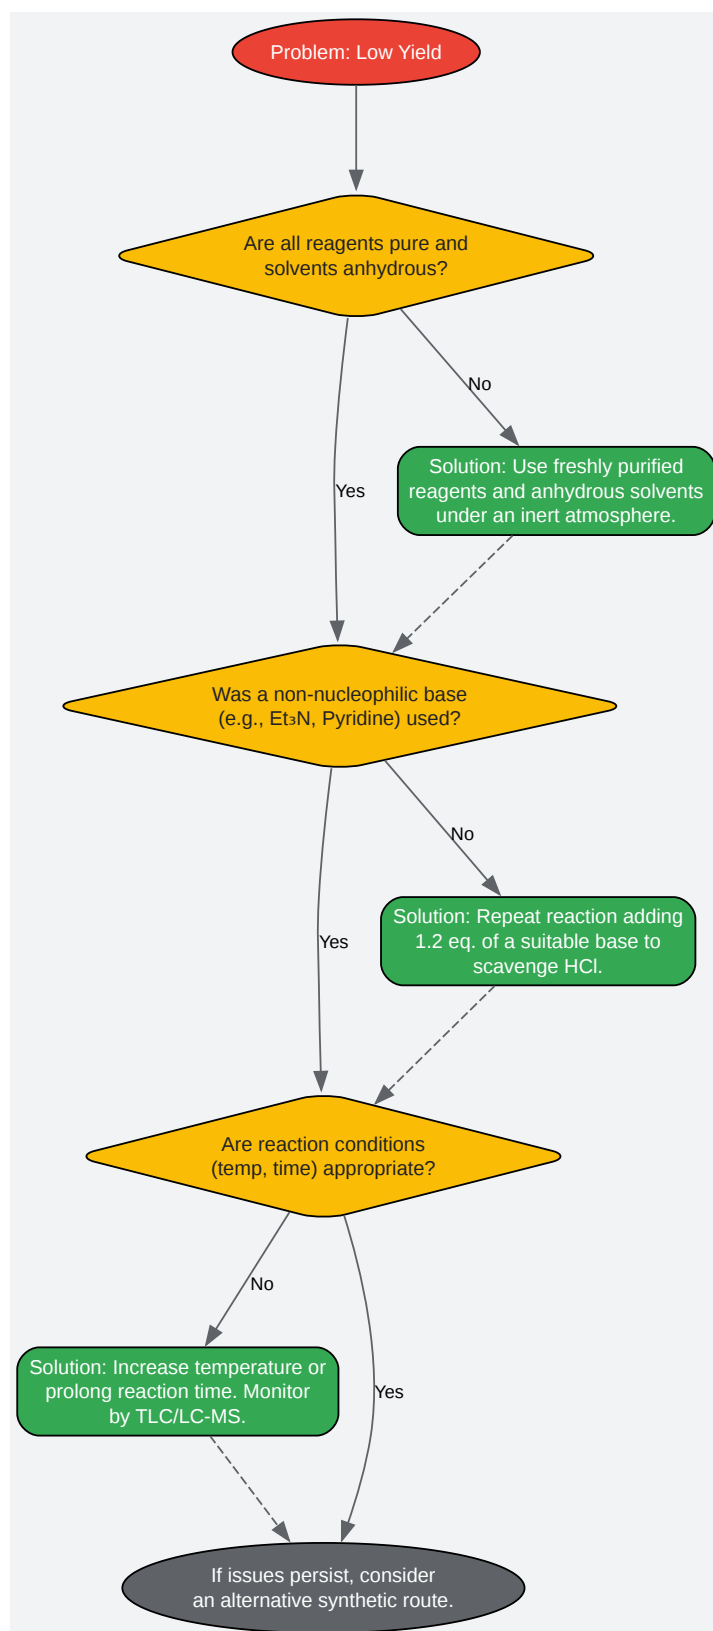 Problem: Low Yield
Are all reagents pure and
solvents anhydrous?
No
Solution: Use freshly purified
reagents and anhydrous solvents
under an inert atmosphere.
Yes
Was a non-nucleophilic base
(e.g., Et₃N, Pyridine) used?
No
Solution: Repeat reaction adding
1.2 eq. of a suitable base to
scavenge HCl.
Yes
Are reaction conditions
(temp, time) appropriate?
No
Solution: Increase temperature or
prolong reaction time. Monitor
by TLC/LC-MS.
Yes
If issues persist, consider
an alternative synthetic route.